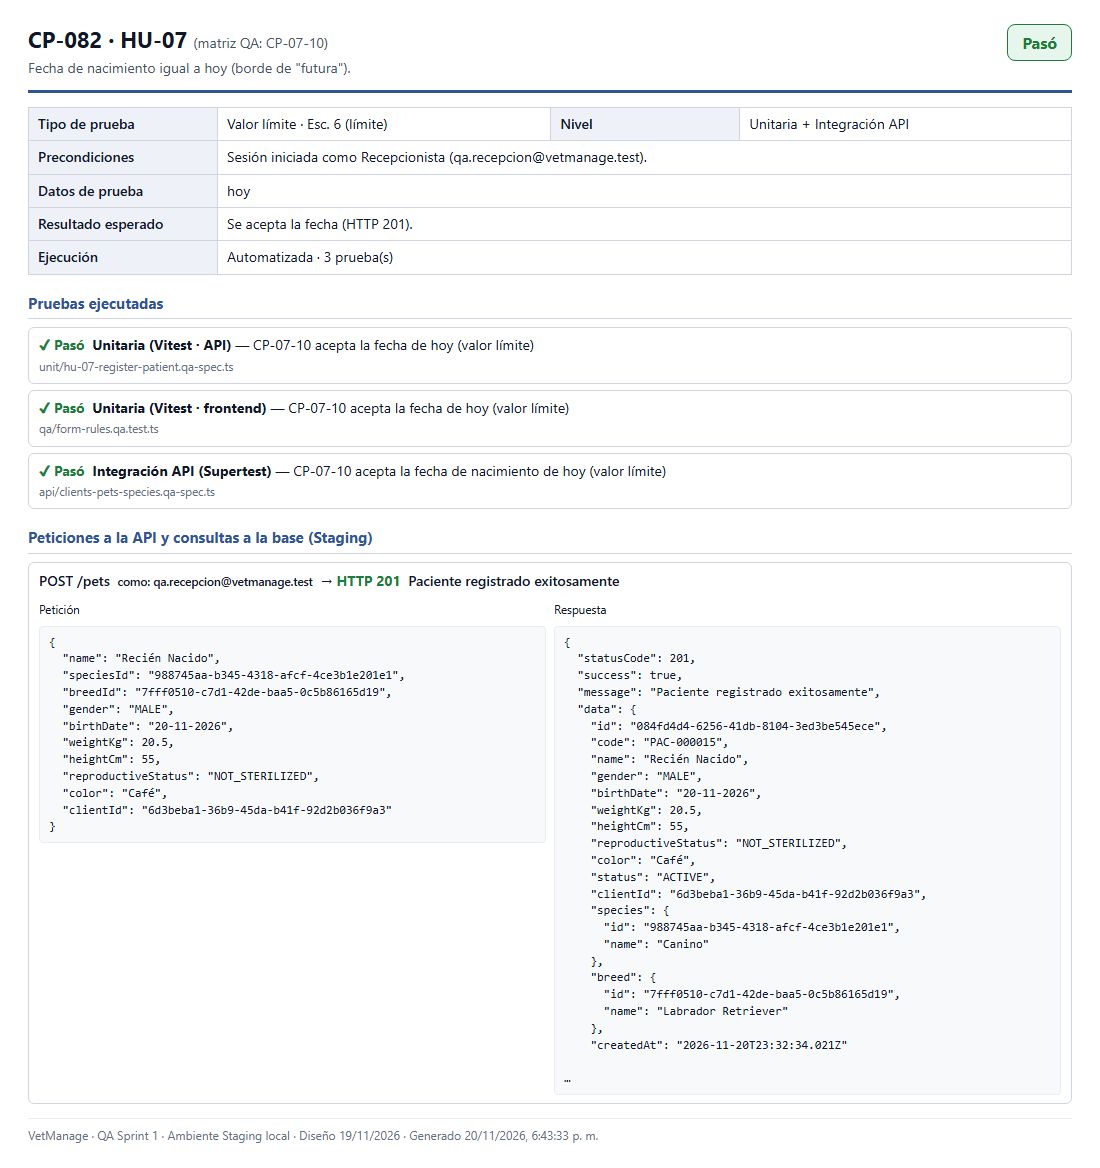 CP-082 · HU-07 (matriz QA: CP-07-10)
Pasó
Fecha de nacimiento igual a hoy (borde de "futura").
Tipo de prueba Valor límite · Esc. 6 (límite) Nivel Unitaria + Integración API
Precondiciones Sesión iniciada como Recepcionista (qa.recepcion@vetmanage.test).
Datos de prueba hoy
Resultado esperado Se acepta la fecha (HTTP 201).
Ejecución Automatizada · 3 prueba(s)
Pruebas ejecutadas
✓ Pasó Unitaria (Vitest · API) — CP-07-10 acepta la fecha de hoy (valor límite)
unit/hu-07-register-patient.qa-spec.ts
✓ Pasó Unitaria (Vitest · frontend) — CP-07-10 acepta la fecha de hoy (valor límite)
qa/form-rules.qa.test.ts
✓ Pasó Integración API (Supertest) — CP-07-10 acepta la fecha de nacimiento de hoy (valor límite)
api/clients-pets-species.qa-spec.ts
Peticiones a la API y consultas a la base (Staging)
POST /pets como: qa.recepcion@vetmanage.test → HTTP 201 Paciente registrado exitosamente
Petición
{
"name": "Recién Nacido",
"speciesId": "988745aa-b345-4318-afcf-4ce3b1e201e1",
"breedId": "7fff0510-c7d1-42de-baa5-0c5b86165d19",
"gender": "MALE",
"birthDate": "20-11-2026",
"weightKg": 20.5,
"heightCm": 55,
"reproductiveStatus": "NOT_STERILIZED",
"color": "Café",
"clientId": "6d3beba1-36b9-45da-b41f-92d2b036f9a3"
}
Respuesta
{
"statusCode": 201,
"success": true,
"message": "Paciente registrado exitosamente",
"data": {
"id": "084fd4d4-6256-41db-8104-3ed3be545ece",
"code": "PAC-000015",
"name": "Recién Nacido",
"gender": "MALE",
"birthDate": "20-11-2026",
"weightKg": 20.5,
"heightCm": 55,
"reproductiveStatus": "NOT_STERILIZED",
"color": "Café",
"status": "ACTIVE",
"clientId": "6d3beba1-36b9-45da-b41f-92d2b036f9a3",
"species": {
"id": "988745aa-b345-4318-afcf-4ce3b1e201e1",
"name": "Canino"
},
"breed": {
"id": "7fff0510-c7d1-42de-baa5-0c5b86165d19",
"name": "Labrador Retriever"
},
"createdAt": "2026-11-20T23:32:34.021Z"
…
VetManage · QA Sprint 1 · Ambiente Staging local · Diseño 19/11/2026 · Generado 20/11/2026, 6:43:33 p. m.